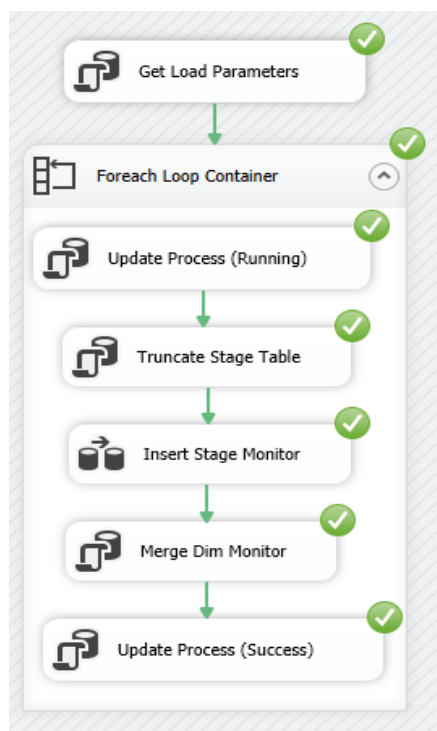 Get Load Parameters
Foreach Loop Container
Update Process (Running)
Truncate Stage Table
Insert Stage Monitor
Merge Dim Monitor
Update Process (Success)